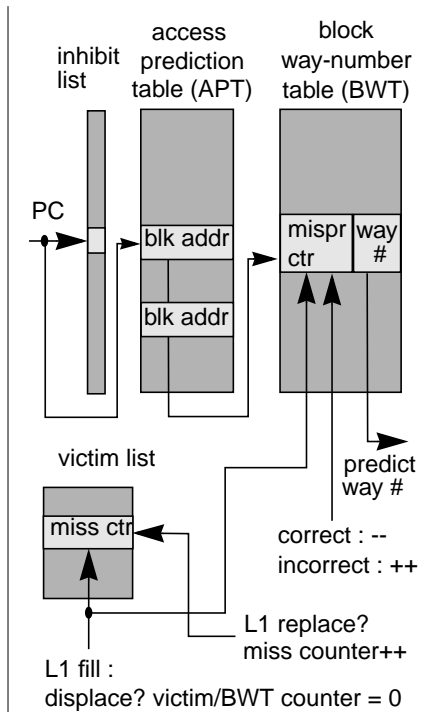 inhibit
list
access
prediction
table (APT)
block
way-number
table (BWT)
PC
blk addr
blk addr
mispr
ctr
way
#
predict
way #
correct : --
incorrect : ++
victim list
miss ctr
L1 replace?
miss counter++
L1 fill :
displace? victim/BWT counter = 0